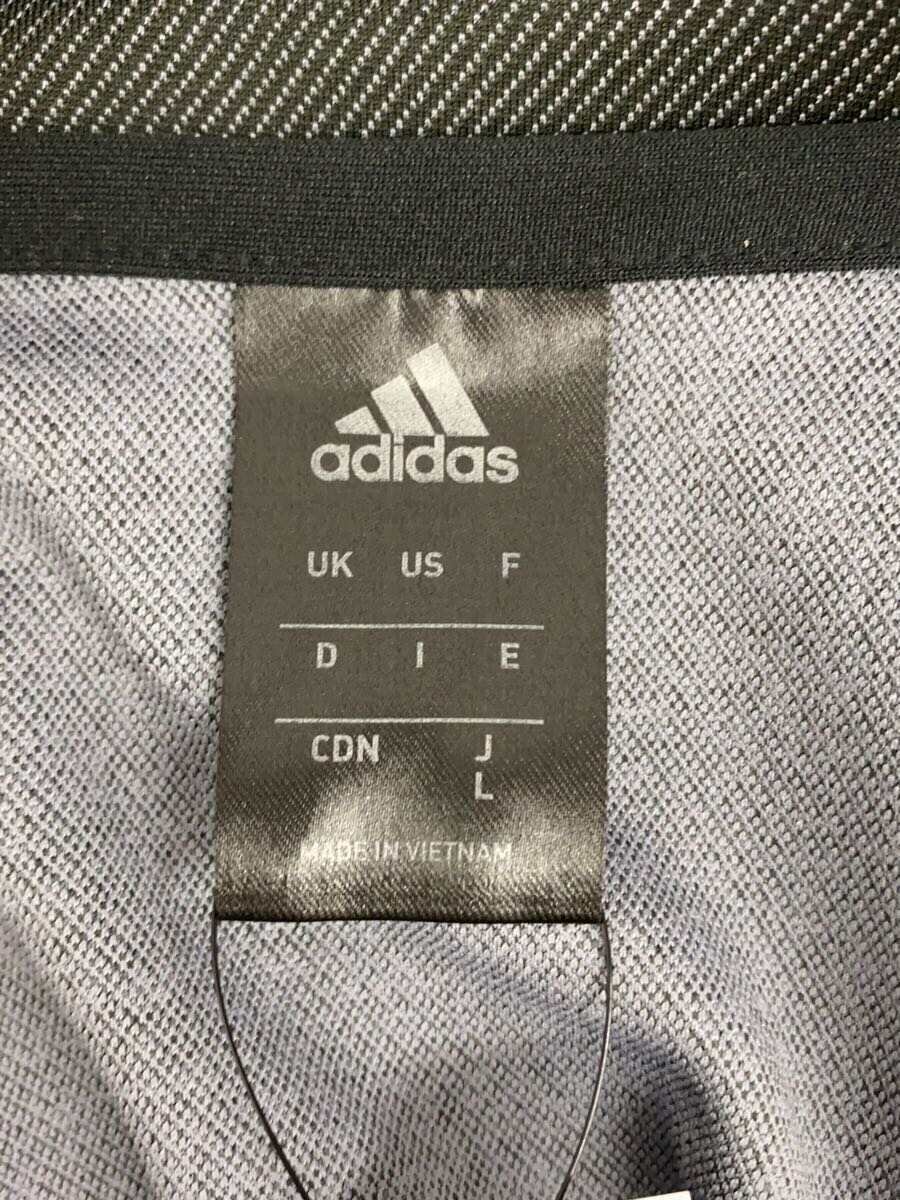 adidas
UK US F
D I E
CDN J
L
MADE IN VIETNAM